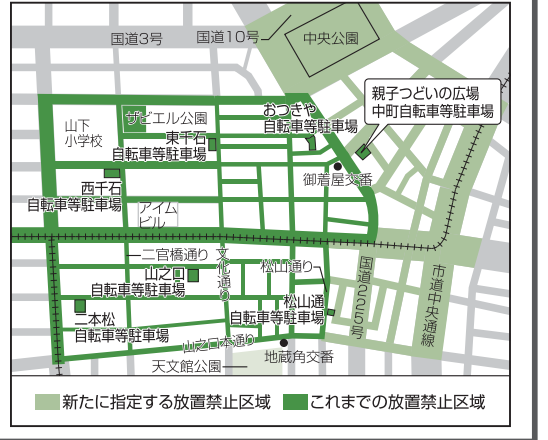 国道3号
国道10号
中央公園
親子つどいの広場
中町自転車等駐車場
ザビエル公園
おつきや
自転車等駐車場
山下
小学校
東千石
自転車等駐車場
御着屋交番
西千石
自転車等駐車場
アイム
ビル
二官橋通り
文化通り
松山通り
国道225号
市道中央通線
山之口
自転車等駐車場
松山通
自転車等駐車場
二本松
自転車等駐車場
山之口本通り
地蔵角交番
天文館公園
新たに指定する放置禁止区域
これまでの放置禁止区域